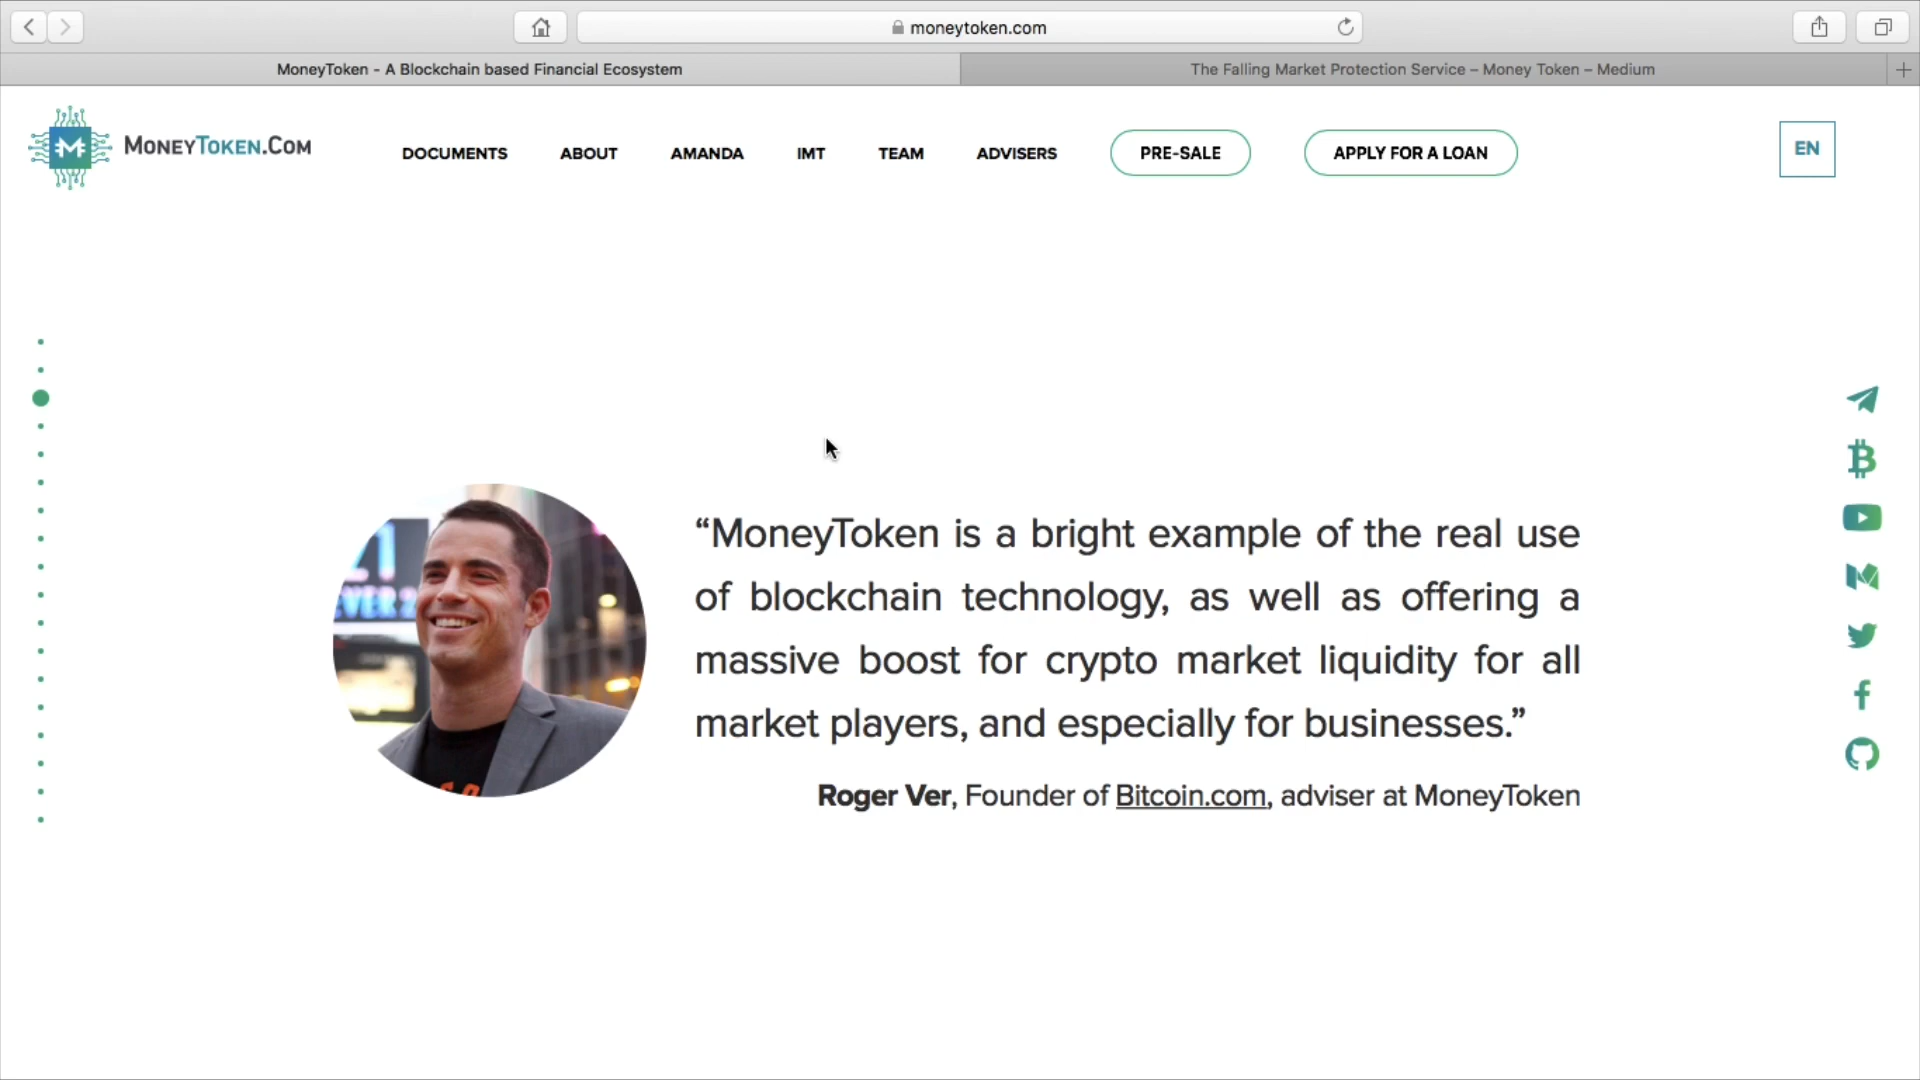 moneytoken.com
MoneyToken - A Blockchain based Financial Ecosystem
The Falling Market Protection Service – Money Token – Medium
MONEYTOKEN.COM
DOCUMENTS
ABOUT
AMANDA
IMT
TEAM
ADVISERS
PRE-SALE
APPLY FOR A LOAN
EN
“MoneyToken is a bright example of the real use
of blockchain technology, as well as offering a
massive boost for crypto market liquidity for all
market players, and especially for businesses.”
Roger Ver, Founder of Bitcoin.com, adviser at MoneyToken